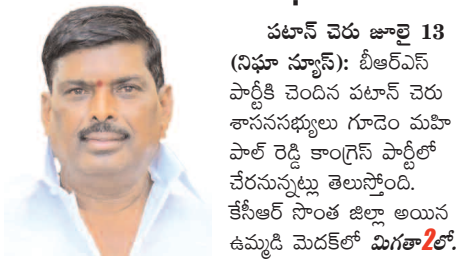 పటాన్ చెరు జూలై 13
(నిఘా న్యూస్): బీఆర్ఎస్
పార్టీకి చెందిన పటాన్ చెరు
శాసనసభ్యులు గూడెం మహి
పాల్ రెడ్డి కాంగ్రెస్ పార్టీలో
చేరనున్నట్లు తెలుస్తోంది.
కేసీఆర్ సొంత జిల్లా అయిన
ఉమ్మడి మెదక్‌లో మిగతా2లో.